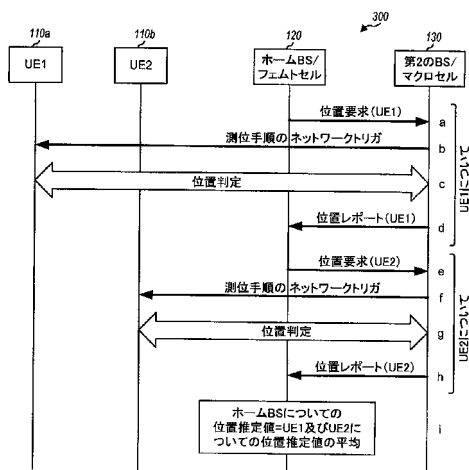 300
110a
110b
120
130
UE1
UE2
ホームBS/
フェムトセル
第2のBS/
マクロセル
位置要求(UE1)
a
測位手順のネットワークトリガ
b
位置判定
c
位置レポート(UE1)
d
UE1について
位置要求(UE2)
e
測位手順のネットワークトリガ
f
位置判定
g
位置レポート(UE2)
h
UE2について
ホームBSについての
位置推定値=UE1及びUE2に
ついての位置推定値の平均
i